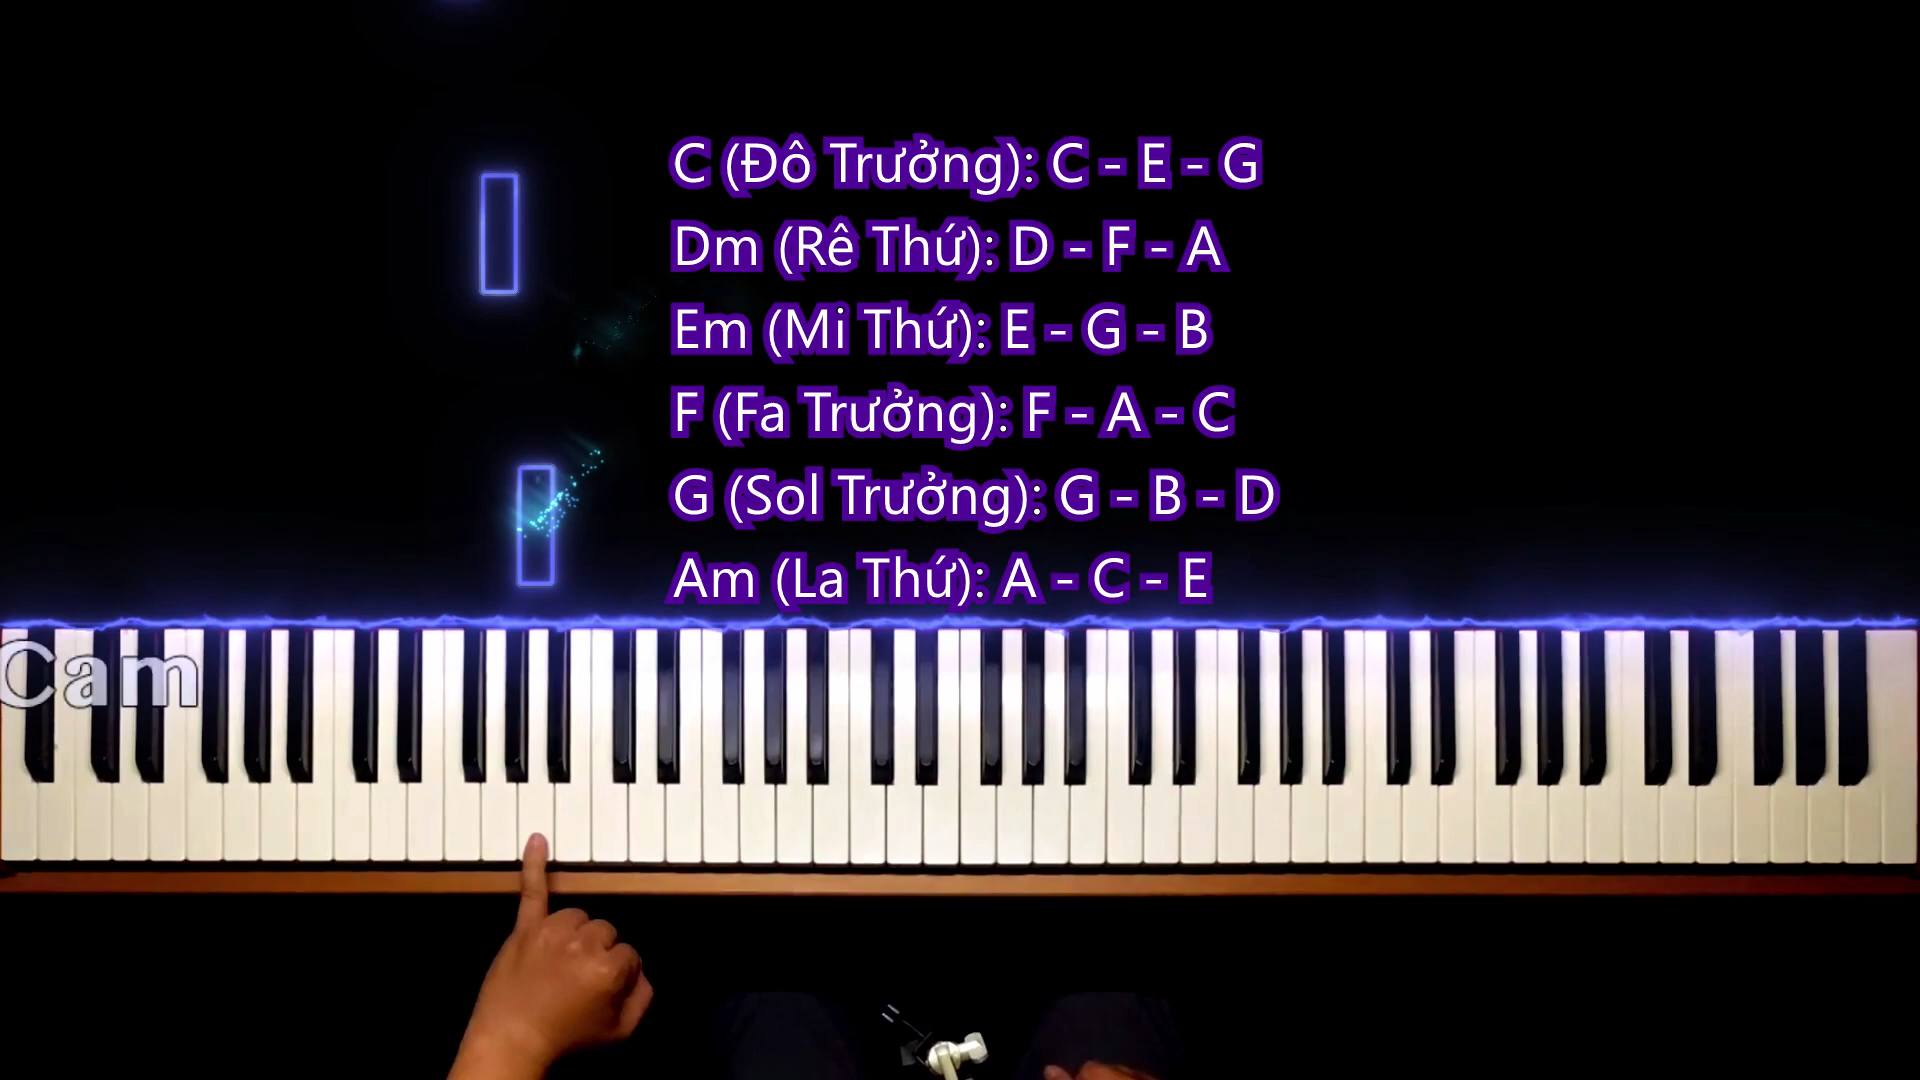 C (Đô Trưởng): C - E - G
Dm (Rê Thứ): D - F - A
Em (Mi Thứ): E - G - B
F (Fa Trưởng): F - A - C
G (Sol Trưởng): G - B - D
Am (La Thứ): A - C - E
Cam